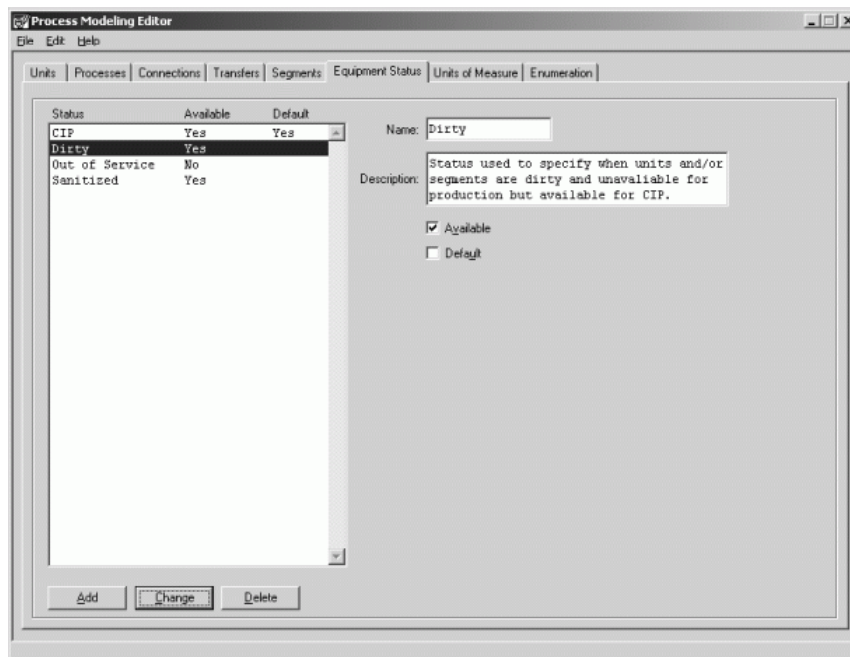 Process Modeling Editor
File Edit Help
Units Processes Connections Transfers Segments Equipment Status Units of Measure Enumeration
Status Available Default
CIP Yes Yes
Dirty Yes
Out of Service No
Sanitized Yes
Name: Dirty
Description: Status used to specify when units and/or
segments are dirty and unavaliable for
production but available for CIP.
Available
Default
Add Change Delete